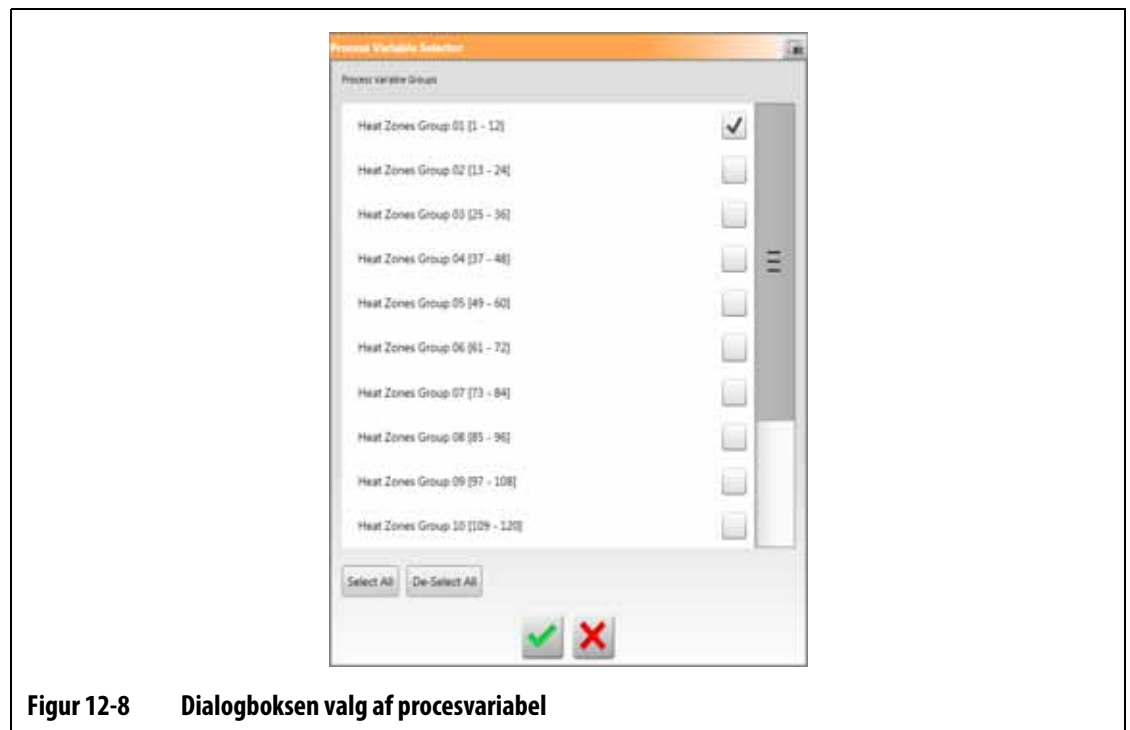 Process Variable Selector
Process Variable Groups
Heat Zones Group 01 [1 - 12]
Heat Zones Group 02 [13 - 24]
Heat Zones Group 03 [25 - 36]
Heat Zones Group 04 [37 - 48]
Heat Zones Group 05 [49 - 60]
Heat Zones Group 06 [61 - 72]
Heat Zones Group 07 [73 - 84]
Heat Zones Group 08 [85 - 96]
Heat Zones Group 09 [97 - 108]
Heat Zones Group 10 [109 - 120]
Select All De-Select All
Figur 12-8 Dialogboksen valg af procesvariabel